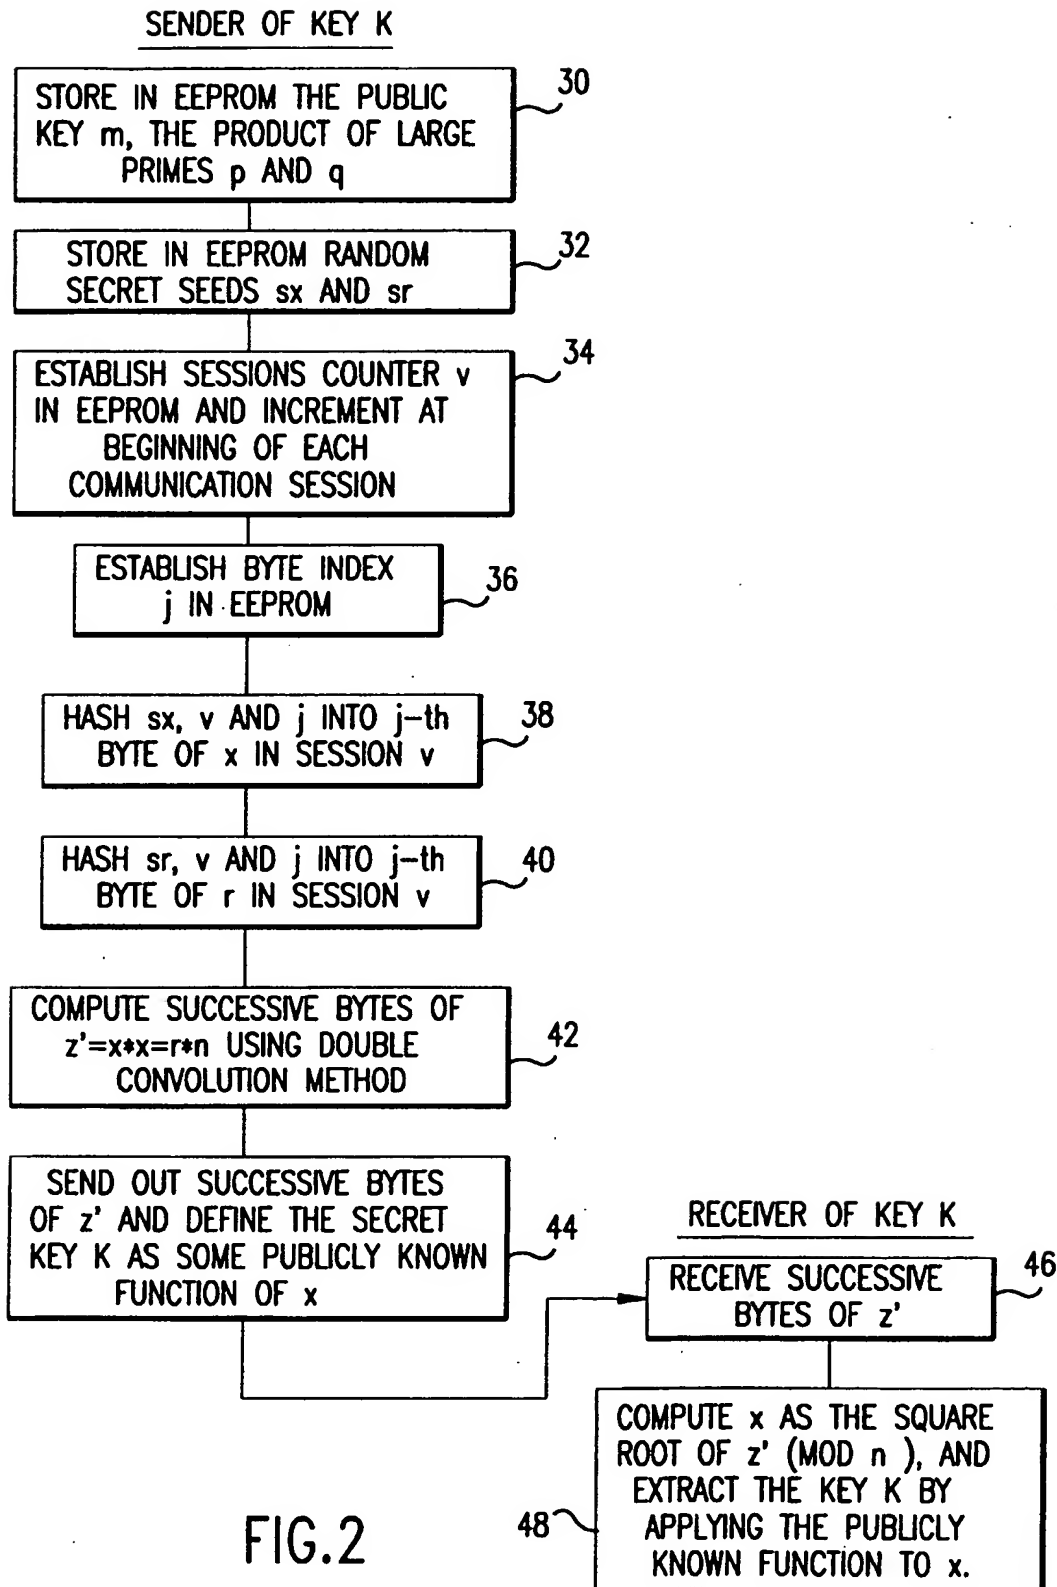 SENDER OF KEY K
STORE IN EEPROM THE PUBLIC
KEY m, THE PRODUCT OF LARGE
PRIMES p AND q
30
STORE IN EEPROM RANDOM
SECRET SEEDS sx AND sr
32
ESTABLISH SESSIONS COUNTER v
IN EEPROM AND INCREMENT AT
BEGINNING OF EACH
COMMUNICATION SESSION
34
ESTABLISH BYTE INDEX
j IN EEPROM
36
HASH sx, v AND j INTO j-th
BYTE OF x IN SESSION v
38
HASH sr, v AND j INTO j-th
BYTE OF r IN SESSION v
40
COMPUTE SUCCESSIVE BYTES OF
z'=x*x=r*n USING DOUBLE
CONVOLUTION METHOD
42
SEND OUT SUCCESSIVE BYTES
OF z' AND DEFINE THE SECRET
KEY K AS SOME PUBLICLY KNOWN
FUNCTION OF x
44
RECEIVER OF KEY K
RECEIVE SUCCESSIVE
BYTES OF z'
46
COMPUTE x AS THE SQUARE
ROOT OF z' (MOD n ), AND
EXTRACT THE KEY K BY
APPLYING THE PUBLICLY
KNOWN FUNCTION TO x.
48
FIG.2